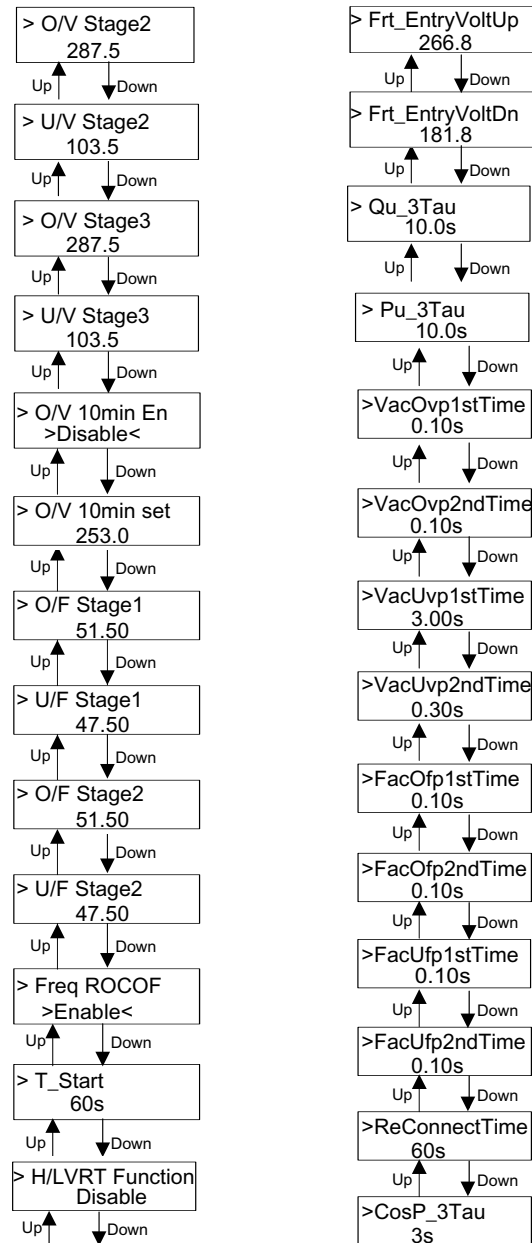 > O/V Stage2
287.5
Up Down
> U/V Stage2
103.5
Up Down
> O/V Stage3
287.5
Up Down
> U/V Stage3
103.5
Up Down
> O/V 10min En
>Disable<
Up Down
> O/V 10min set
253.0
Up Down
> O/F Stage1
51.50
Up Down
> U/F Stage1
47.50
Up Down
> O/F Stage2
51.50
Up Down
> U/F Stage2
47.50
Up Down
> Freq ROCOF
>Enable<
Up Down
> T_Start
60s
Up Down
> H/LVRT Function
Disable
Up Down
> Frt_EntryVoltUp
266.8
Up Down
> Frt_EntryVoltDn
181.8
Up Down
> Qu_3Tau
10.0s
Up Down
> Pu_3Tau
10.0s
Up Down
>VacOvp1stTime
0.10s
Up Down
>VacOvp2ndTime
0.10s
Up Down
>VacUvp1stTime
3.00s
Up Down
>VacUvp2ndTime
0.30s
Up Down
>FacOfp1stTime
0.10s
Up Down
>FacOfp2ndTime
0.10s
Up Down
>FacUfp1stTime
0.10s
Up Down
>FacUfp2ndTime
0.10s
Up Down
>ReConnectTime
60s
Up Down
>CosP_3Tau
3s